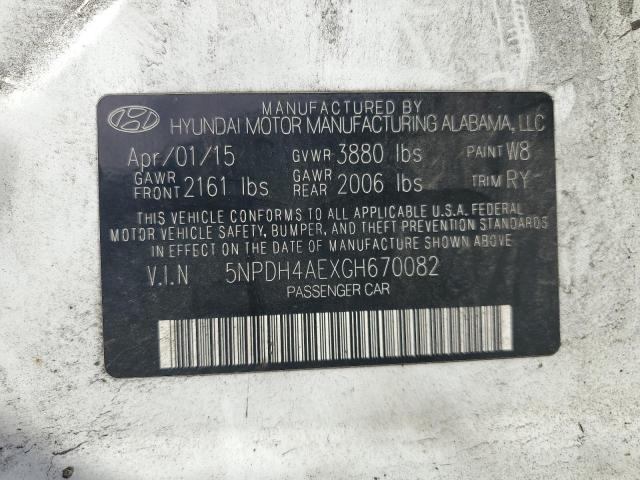 MANUFACTURED BY
HYUNDAI MOTOR MANUFACTURING ALABAMA, LLC
Apr/01/15 GVWR 3880 lbs PAINT W8
GAWR FRONT 2161 lbs GAWR REAR 2006 lbs TRIM RY
THIS VEHICLE CONFORMS TO ALL APPLICABLE U.S.A. FEDERAL
MOTOR VEHICLE SAFETY, BUMPER, AND THEFT PREVENTION STANDARDS
IN EFFECT ON THE DATE OF MANUFACTURE SHOWN ABOVE
V.I.N 5NPDH4AEXGH670082
PASSENGER CAR